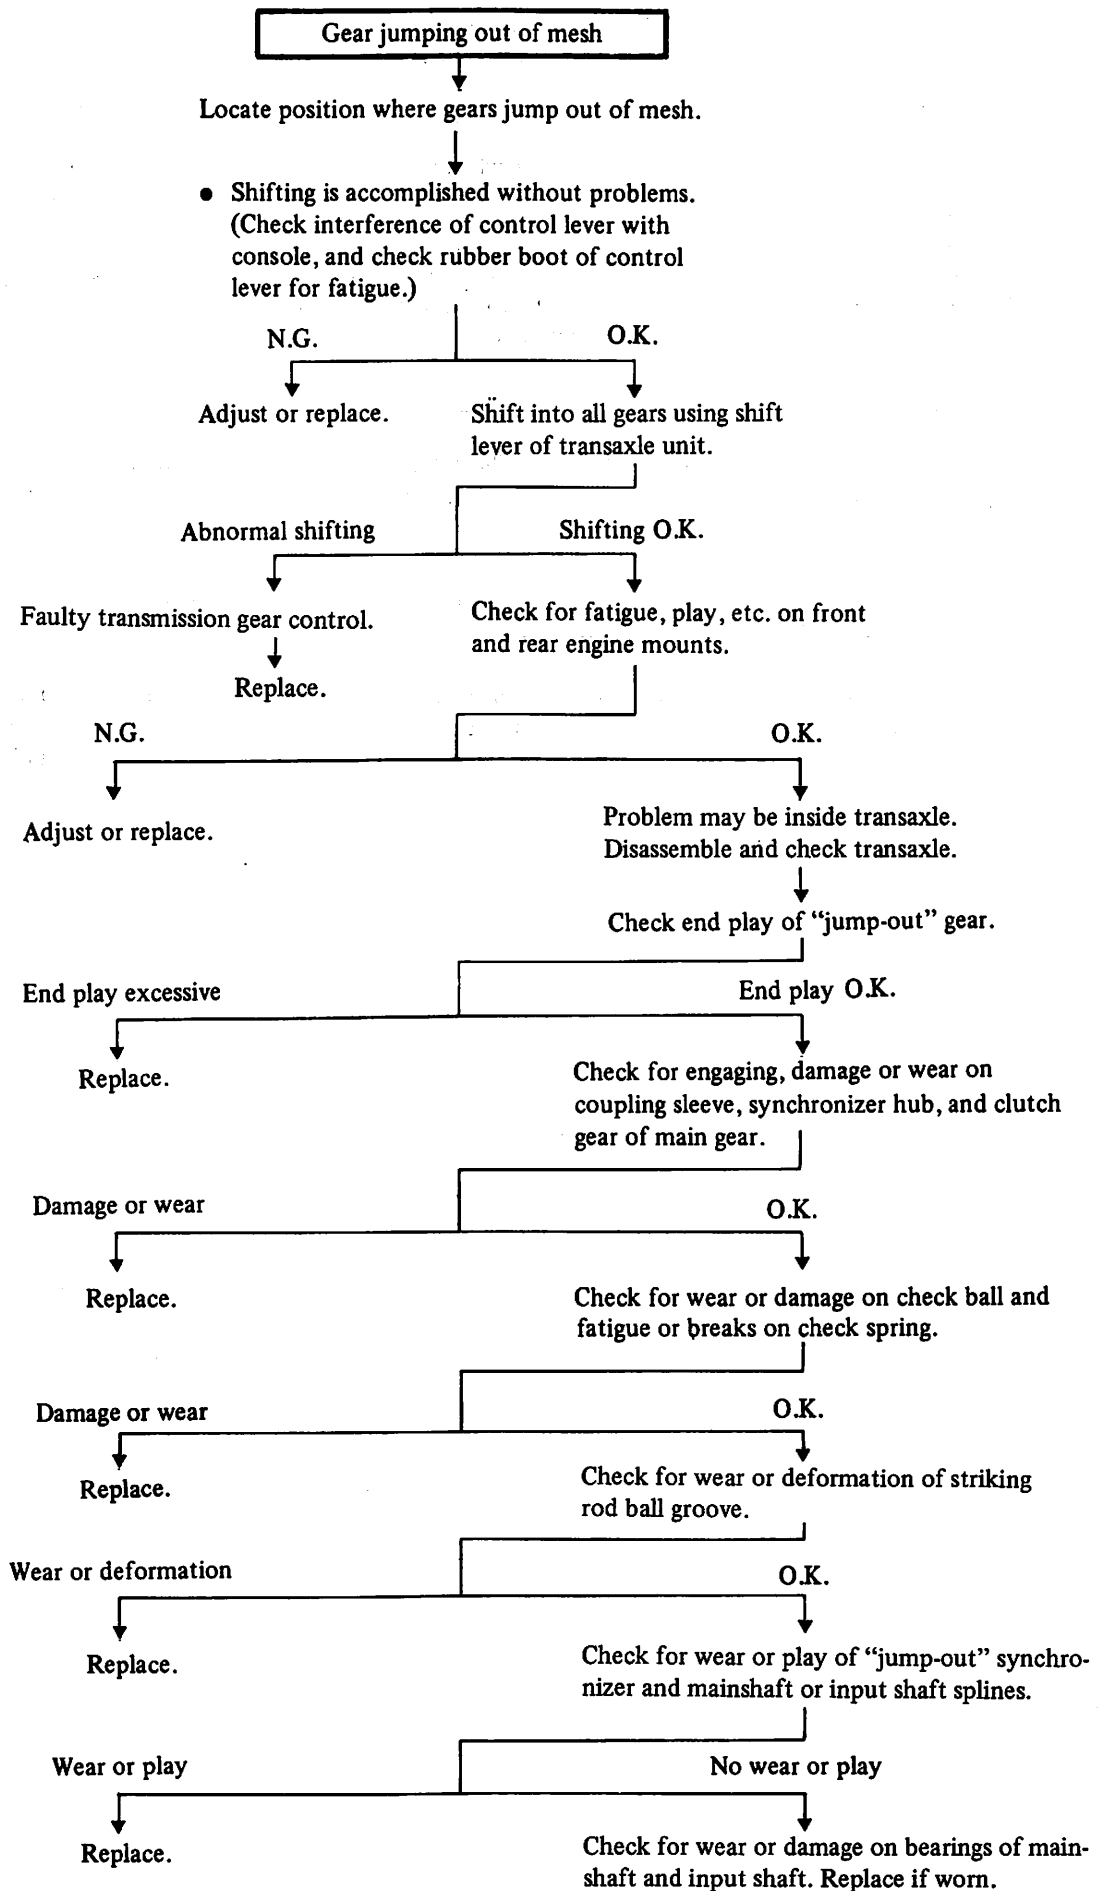 Gear jumping out of mesh
Locate position where gears jump out of mesh.
● Shifting is accomplished without problems.
(Check interference of control lever with
console, and check rubber boot of control
lever for fatigue.)
N.G.
O.K.
Adjust or replace.
Shift into all gears using shift
lever of transaxle unit.
Abnormal shifting
Shifting O.K.
Faulty transmission gear control.
Check for fatigue, play, etc. on front
and rear engine mounts.
Replace.
N.G.
O.K.
Adjust or replace.
Problem may be inside transaxle.
Disassemble and check transaxle.
Check end play of “jump-out” gear.
End play excessive
End play O.K.
Replace.
Check for engaging, damage or wear on
coupling sleeve, synchronizer hub, and clutch
gear of main gear.
Damage or wear
O.K.
Replace.
Check for wear or damage on check ball and
fatigue or breaks on check spring.
Damage or wear
O.K.
Replace.
Check for wear or deformation of striking
rod ball groove.
Wear or deformation
O.K.
Replace.
Check for wear or play of “jump-out” synchro-
nizer and mainshaft or input shaft splines.
Wear or play
No wear or play
Replace.
Check for wear or damage on bearings of main-
shaft and input shaft. Replace if worn.